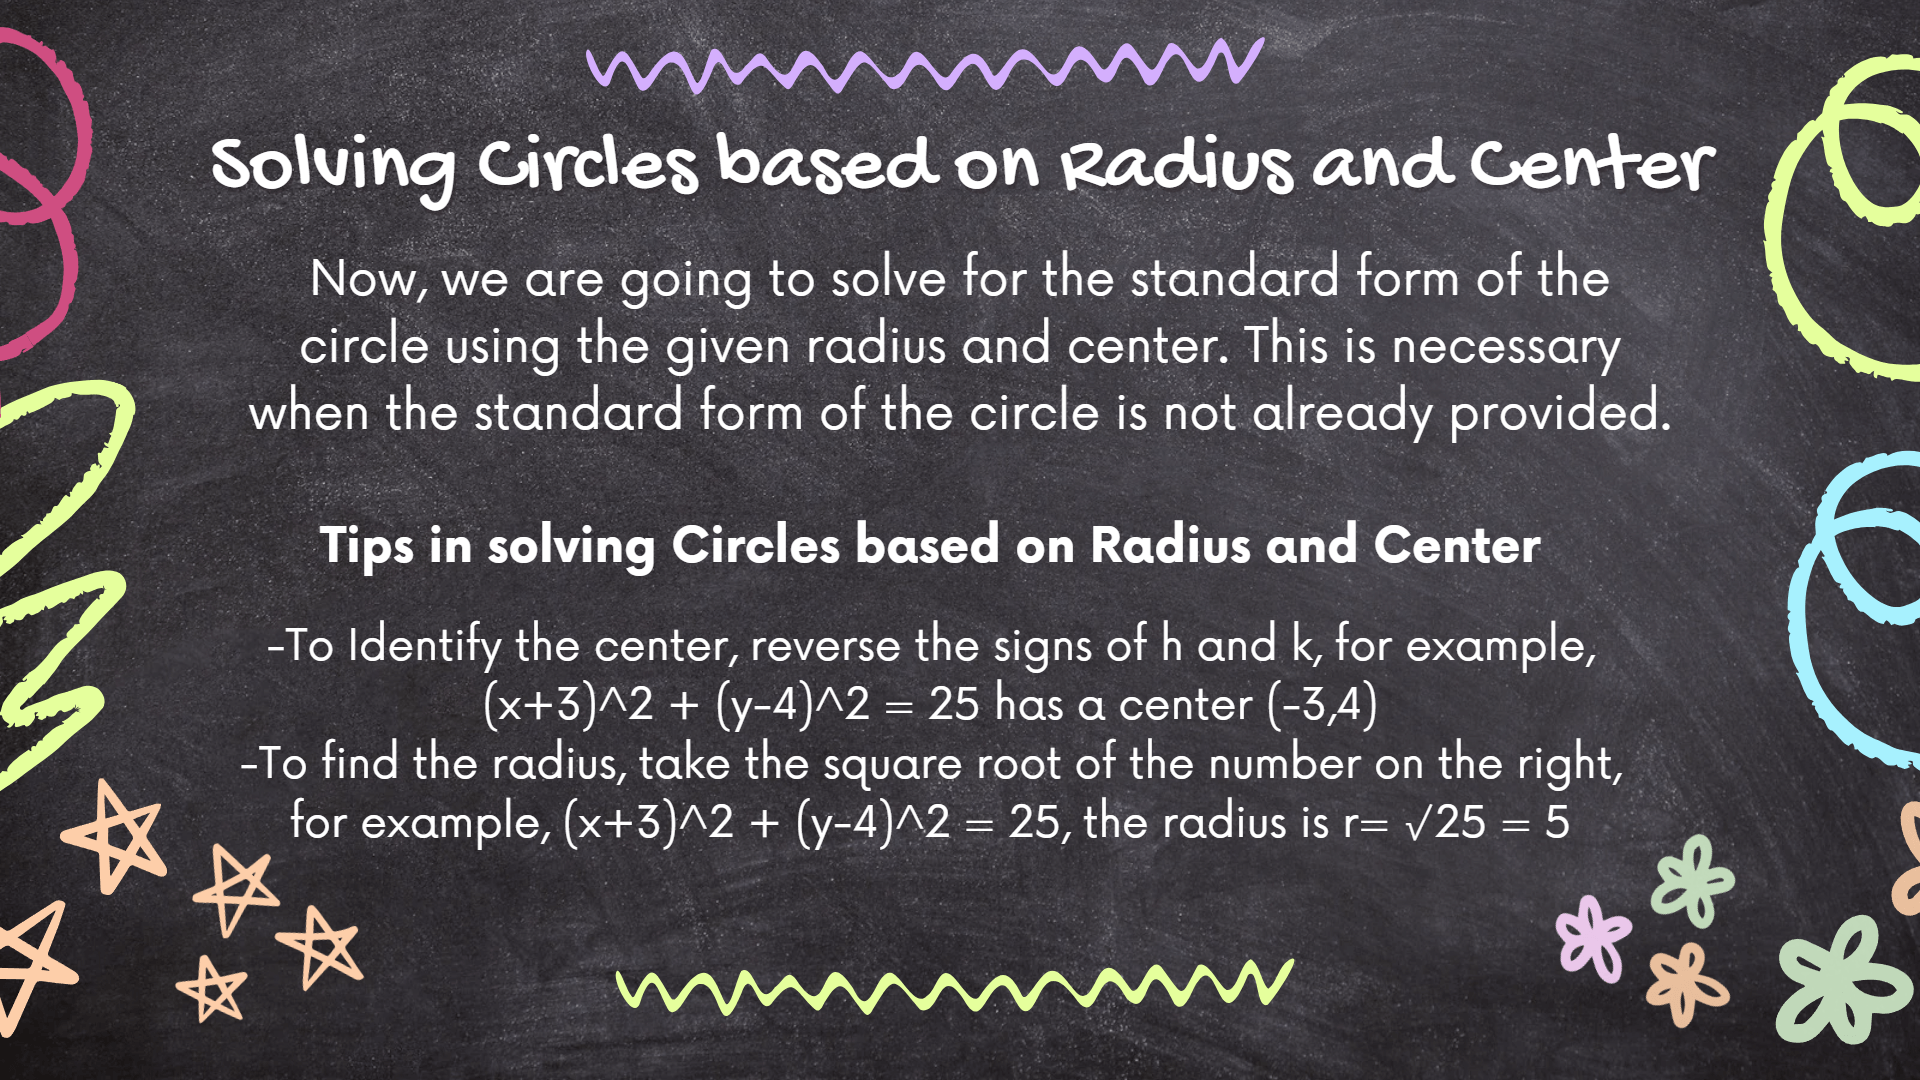 Solving Circles based on Radius and Center
Now, we are going to solve for the standard form of the
circle using the given radius and center. This is necessary
when the standard form of the circle is not already provided.
Tips in solving Circles based on Radius and Center
-To Identify the center, reverse the signs of h and k, for example,
(x+3)^2 + (y-4)^2 = 25 has a center (-3,4)
-To find the radius, take the square root of the number on the right,
for example, (x+3)^2 + (y-4)^2 = 25, the radius is r= √25 = 5